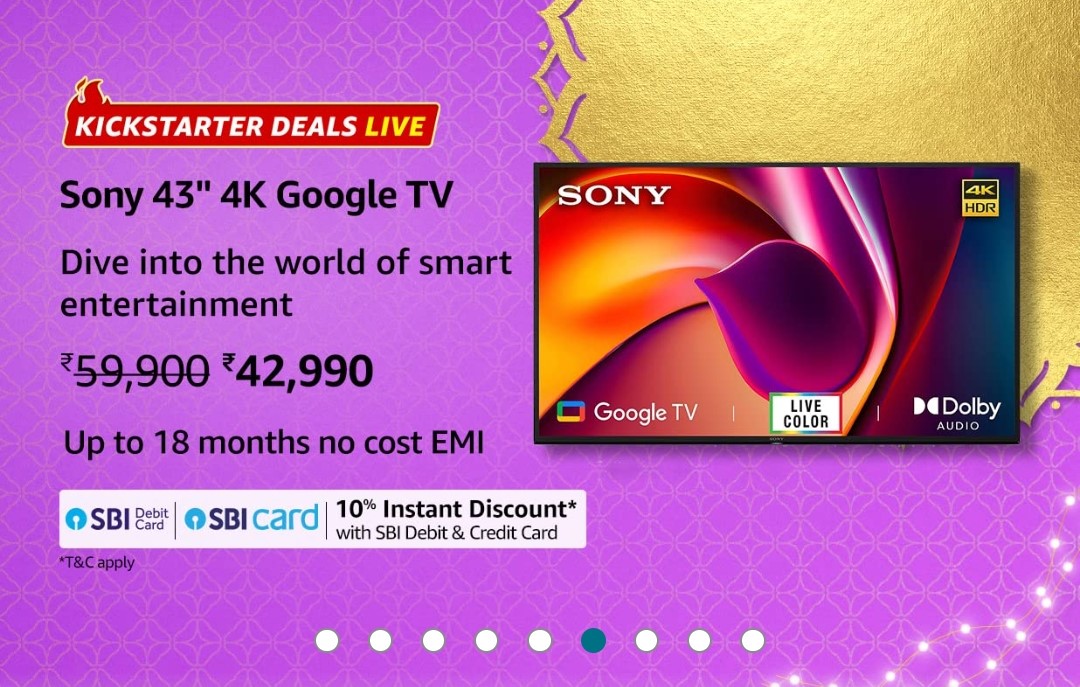 KICKSTARTER DEALS LIVE
Sony 43" 4K Google TV
Dive into the world of smart
entertainment
₹59,900 ₹42,990
Up to 18 months no cost EMI
SBI Debit Card | SBI card | 10% Instant Discount*
with SBI Debit & Credit Card
*T&C apply
SONY
4K
HDR
Google TV
LIVE
COLOR
Dolby
AUDIO
SONY